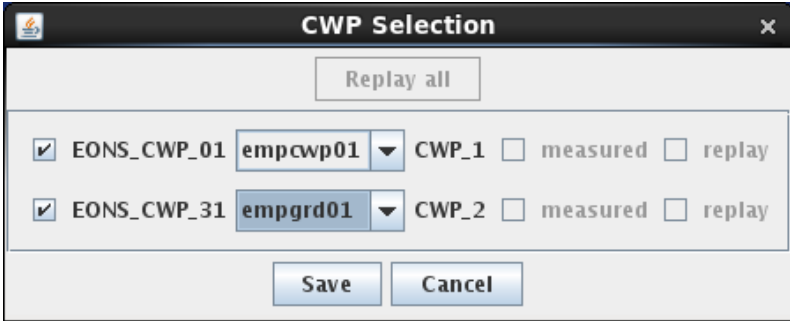 CWP Selection
Replay all
EONS_CWP_01 empcwp01 CWP_1 measured replay
EONS_CWP_31 empgrd01 CWP_2 measured replay
Save Cancel